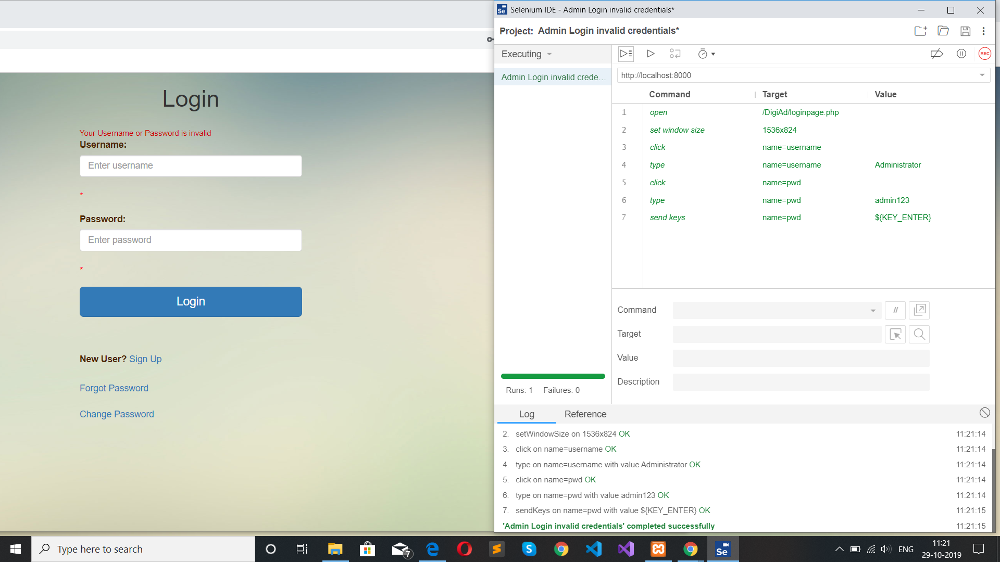 Selenium IDE - Admin Login invalid credentials*
Project: Admin Login invalid credentials*
Executing
REC
Admin Login invalid crede...
http://localhost:8000
Command Target Value
1 open /DigiAd/loginpage.php
2 set window size 1536x824
3 click name=username
4 type name=username Administrator
5 click name=pwd
6 type name=pwd admin123
7 send keys name=pwd ${KEY_ENTER}
Command
//
Target
Value
Description
Runs: 1 Failures: 0
Log Reference
2. setWindowSize on 1536x824 OK 11:21:14
3. click on name=username OK 11:21:14
4. type on name=username with value Administrator OK 11:21:14
5. click on name=pwd OK 11:21:14
6. type on name=pwd with value admin123 OK 11:21:14
7. sendKeys on name=pwd with value ${KEY_ENTER} OK 11:21:15
'Admin Login invalid credentials' completed successfully 11:21:15
Login
Your Username or Password is invalid
Username:
Enter username
*
Password:
Enter password
*
Login
New User? Sign Up
Forgot Password
Change Password
Type here to search
7
Se
ENG
11:21
29-10-2019